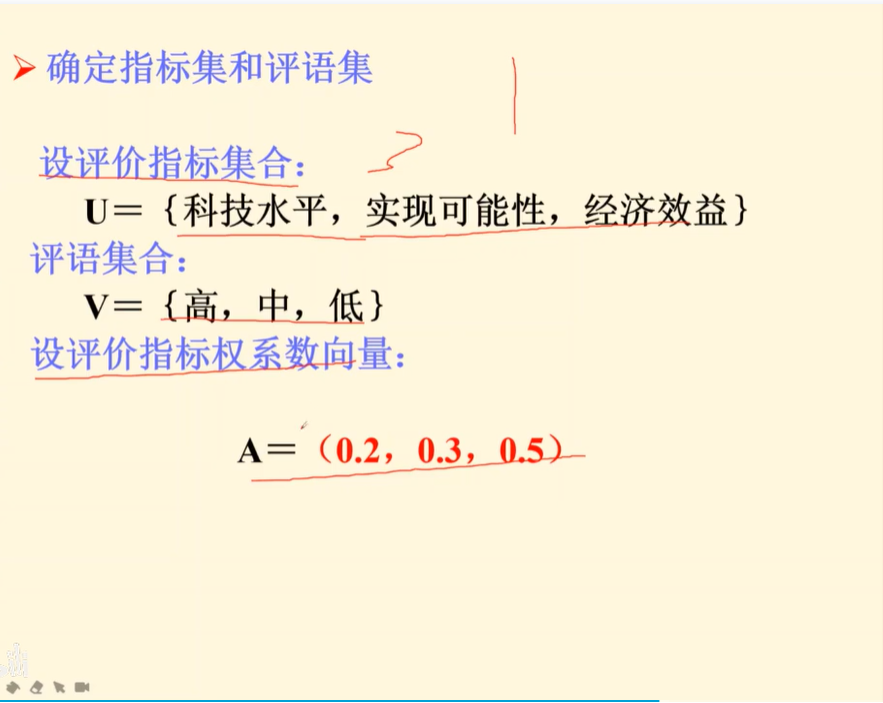 确定指标集和评语集
设评价指标集合：
U＝｛科技水平，实现可能性，经济效益｝
评语集合：
V＝｛高，中，低｝
设评价指标权系数向量：
A＝（0.2，0.3，0.5）